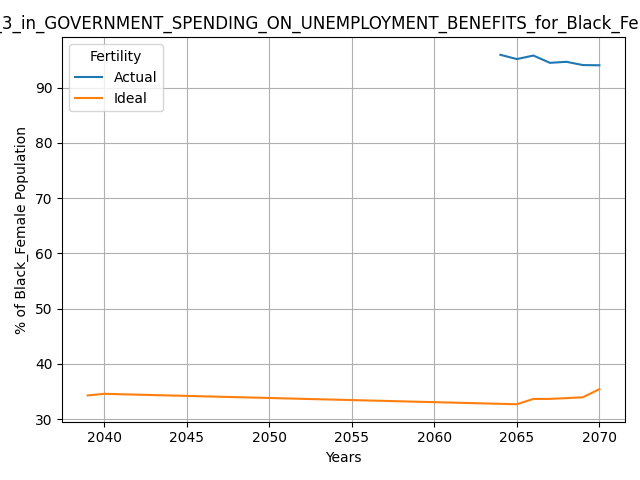 _3_in_GOVERNMENT_SPENDING_ON_UNEMPLOYMENT_BENEFITS_for_Black_Fe
Fertility
Actual
Ideal
90
80
70
60
50
40
30
% of Black_Female Population
2040 2045 2050 2055 2060 2065 2070
Years